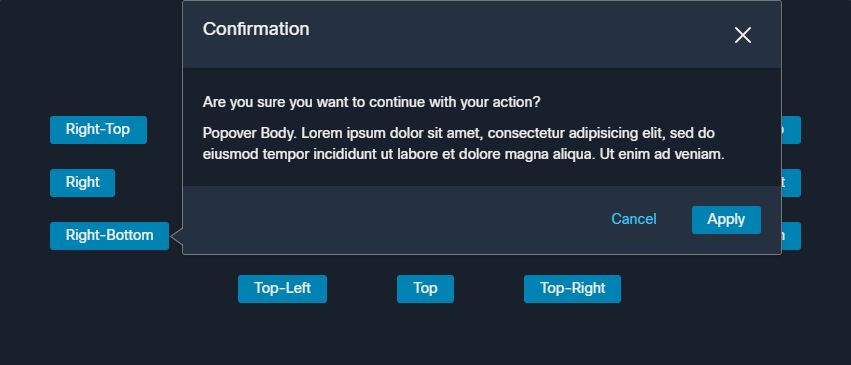 Confirmation
Are you sure you want to continue with your action?
Popover Body. Lorem ipsum dolor sit amet, consectetur adipisicing elit, sed do
eiusmod tempor incididunt ut labore et dolore magna aliqua. Ut enim ad veniam.
Cancel
Apply
Right-Top
Right
Right-Bottom
Top-Left
Top
Top-Right